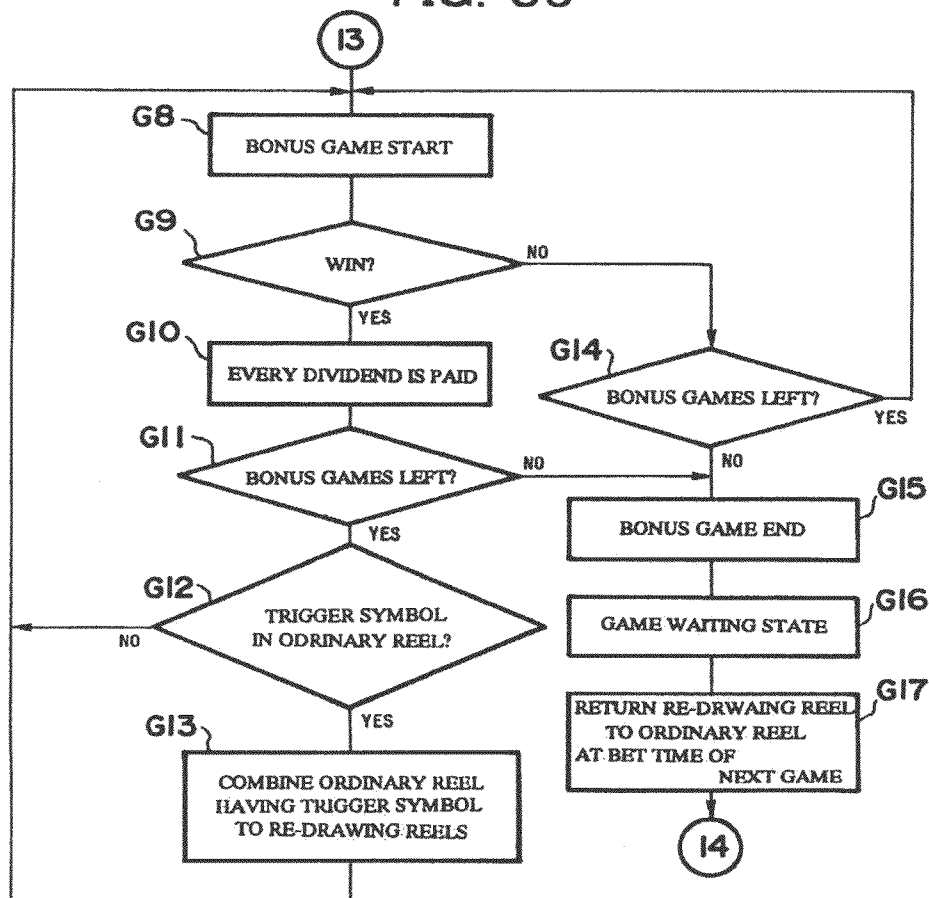 13
G8
BONUS GAME START
G9
WIN?
NO
YES
G10
EVERY DIVIDEND IS PAID
G14
BONUS GAMES LEFT?
YES
NO
G11
BONUS GAMES LEFT?
NO
YES
G15
BONUS GAME END
G12
TRIGGER SYMBOL
IN ODRINARY REEL?
NO
YES
G16
GAME WAITING STATE
G17
RETURN RE-DRWAING REEL
TO ORDINARY REEL
AT BET TIME OF
NEXT GAME
G13
COMBINE ORDINARY REEL
HAVING TRIGGER SYMBOL
TO RE-DRAWING REELS
14